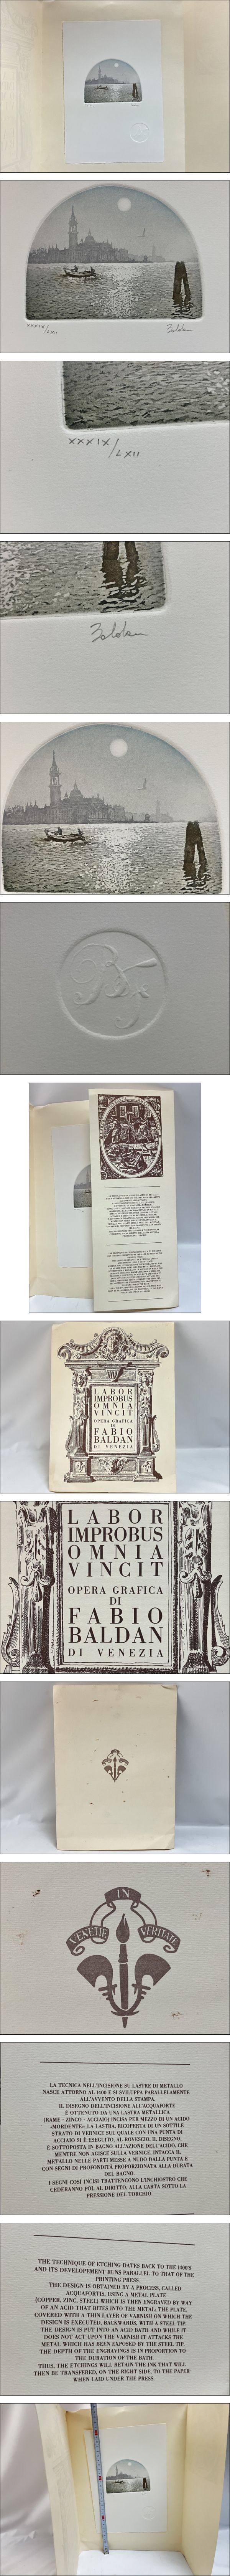 XXXIX/LXII
Baldan
XXXIX/LXII
Baldan
LABOR
IMPROBUS
OMNIA
VINCIT
OPERA GRAFICA
DI
FABIO
BALDAN
DI VENEZIA
LABOR
IMPROBUS
OMNIA
VINCIT
OPERA GRAFICA
DI
FABIO
BALDAN
DI VENEZIA
IN
VENETIE VERITAS
LA TECNICA NELL'INCISIONE SU LASTRE DI METALLO
NASCE ATTORNO AL 1400 E SI SVILUPPA PARALLELAMENTE
ALL'AVVENTO DELLA STAMPA.
IL DISEGNO DELL'INCISIONE ALL'ACQUAFORTE
È OTTENUTO DA UNA LASTRA METALLICA
(RAME - ZINCO - ACCIAIO) INCISA PER MEZZO DI UN ACIDO
«MORDENTE»: LA LASTRA, RICOPERTA DI UN SOTTILE
STRATO DI VERNICE SUL QUALE CON UNA PUNTA DI
ACCIAIO SI È ESEGUITO, AL ROVESCIO, IL DISEGNO,
È SOTTOPOSTA IN BAGNO ALL'AZIONE DELL'ACIDO, CHE
MENTRE NON AGISCE SULLA VERNICE, INTACCA IL
METALLO NELLE PARTI MESSE A NUDO DALLA PUNTA E
CON SEGNI DI PROFONDITÀ PROPORZIONATA ALLA DURATA
DEL BAGNO.
I SEGNI COSÌ INCISI TRATTENGONO L'INCHIOSTRO CHE
CEDERANNO POI, AL DIRITTO, ALLA CARTA SOTTO LA
PRESSIONE DEL TORCHIO.
THE TECHNIQUE OF ETCHING DATES BACK TO THE 1400'S
AND ITS DEVELOPEMENT RUNS PARALLEL TO THAT OF THE
PRINTING PRESS.
THE DESIGN IS OBTAINED BY A PROCESS, CALLED
ACQUAFORTIS, USING A METAL PLATE
(COPPER, ZINC, STEEL) WHICH IS THEN ENGRAVED BY WAY
OF AN ACID THAT BITES INTO THE METAL; THE PLATE,
COVERED WITH A THIN LAYER OF VARNISH ON WHICH THE
DESIGN IS EXECUTED, BACKWARDS, WITH A STEEL TIP.
THE DESIGN IS PUT INTO AN ACID BATH AND WHILE IT
DOES NOT ACT UPON THE VARNISH IT ATTACKS THE
METAL WHICH HAS BEEN EXPOSED BY THE STEEL TIP.
THE DEPTH OF THE ENGRAVINGS IS IN PROPORTION TO
THE DURATION OF THE BATH.
THUS, THE ETCHINGS WILL RETAIN THE INK THAT WILL
THEN BE TRANSFERED, ON THE RIGHT SIDE, TO THE PAPER
WHEN LAID UNDER THE PRESS.